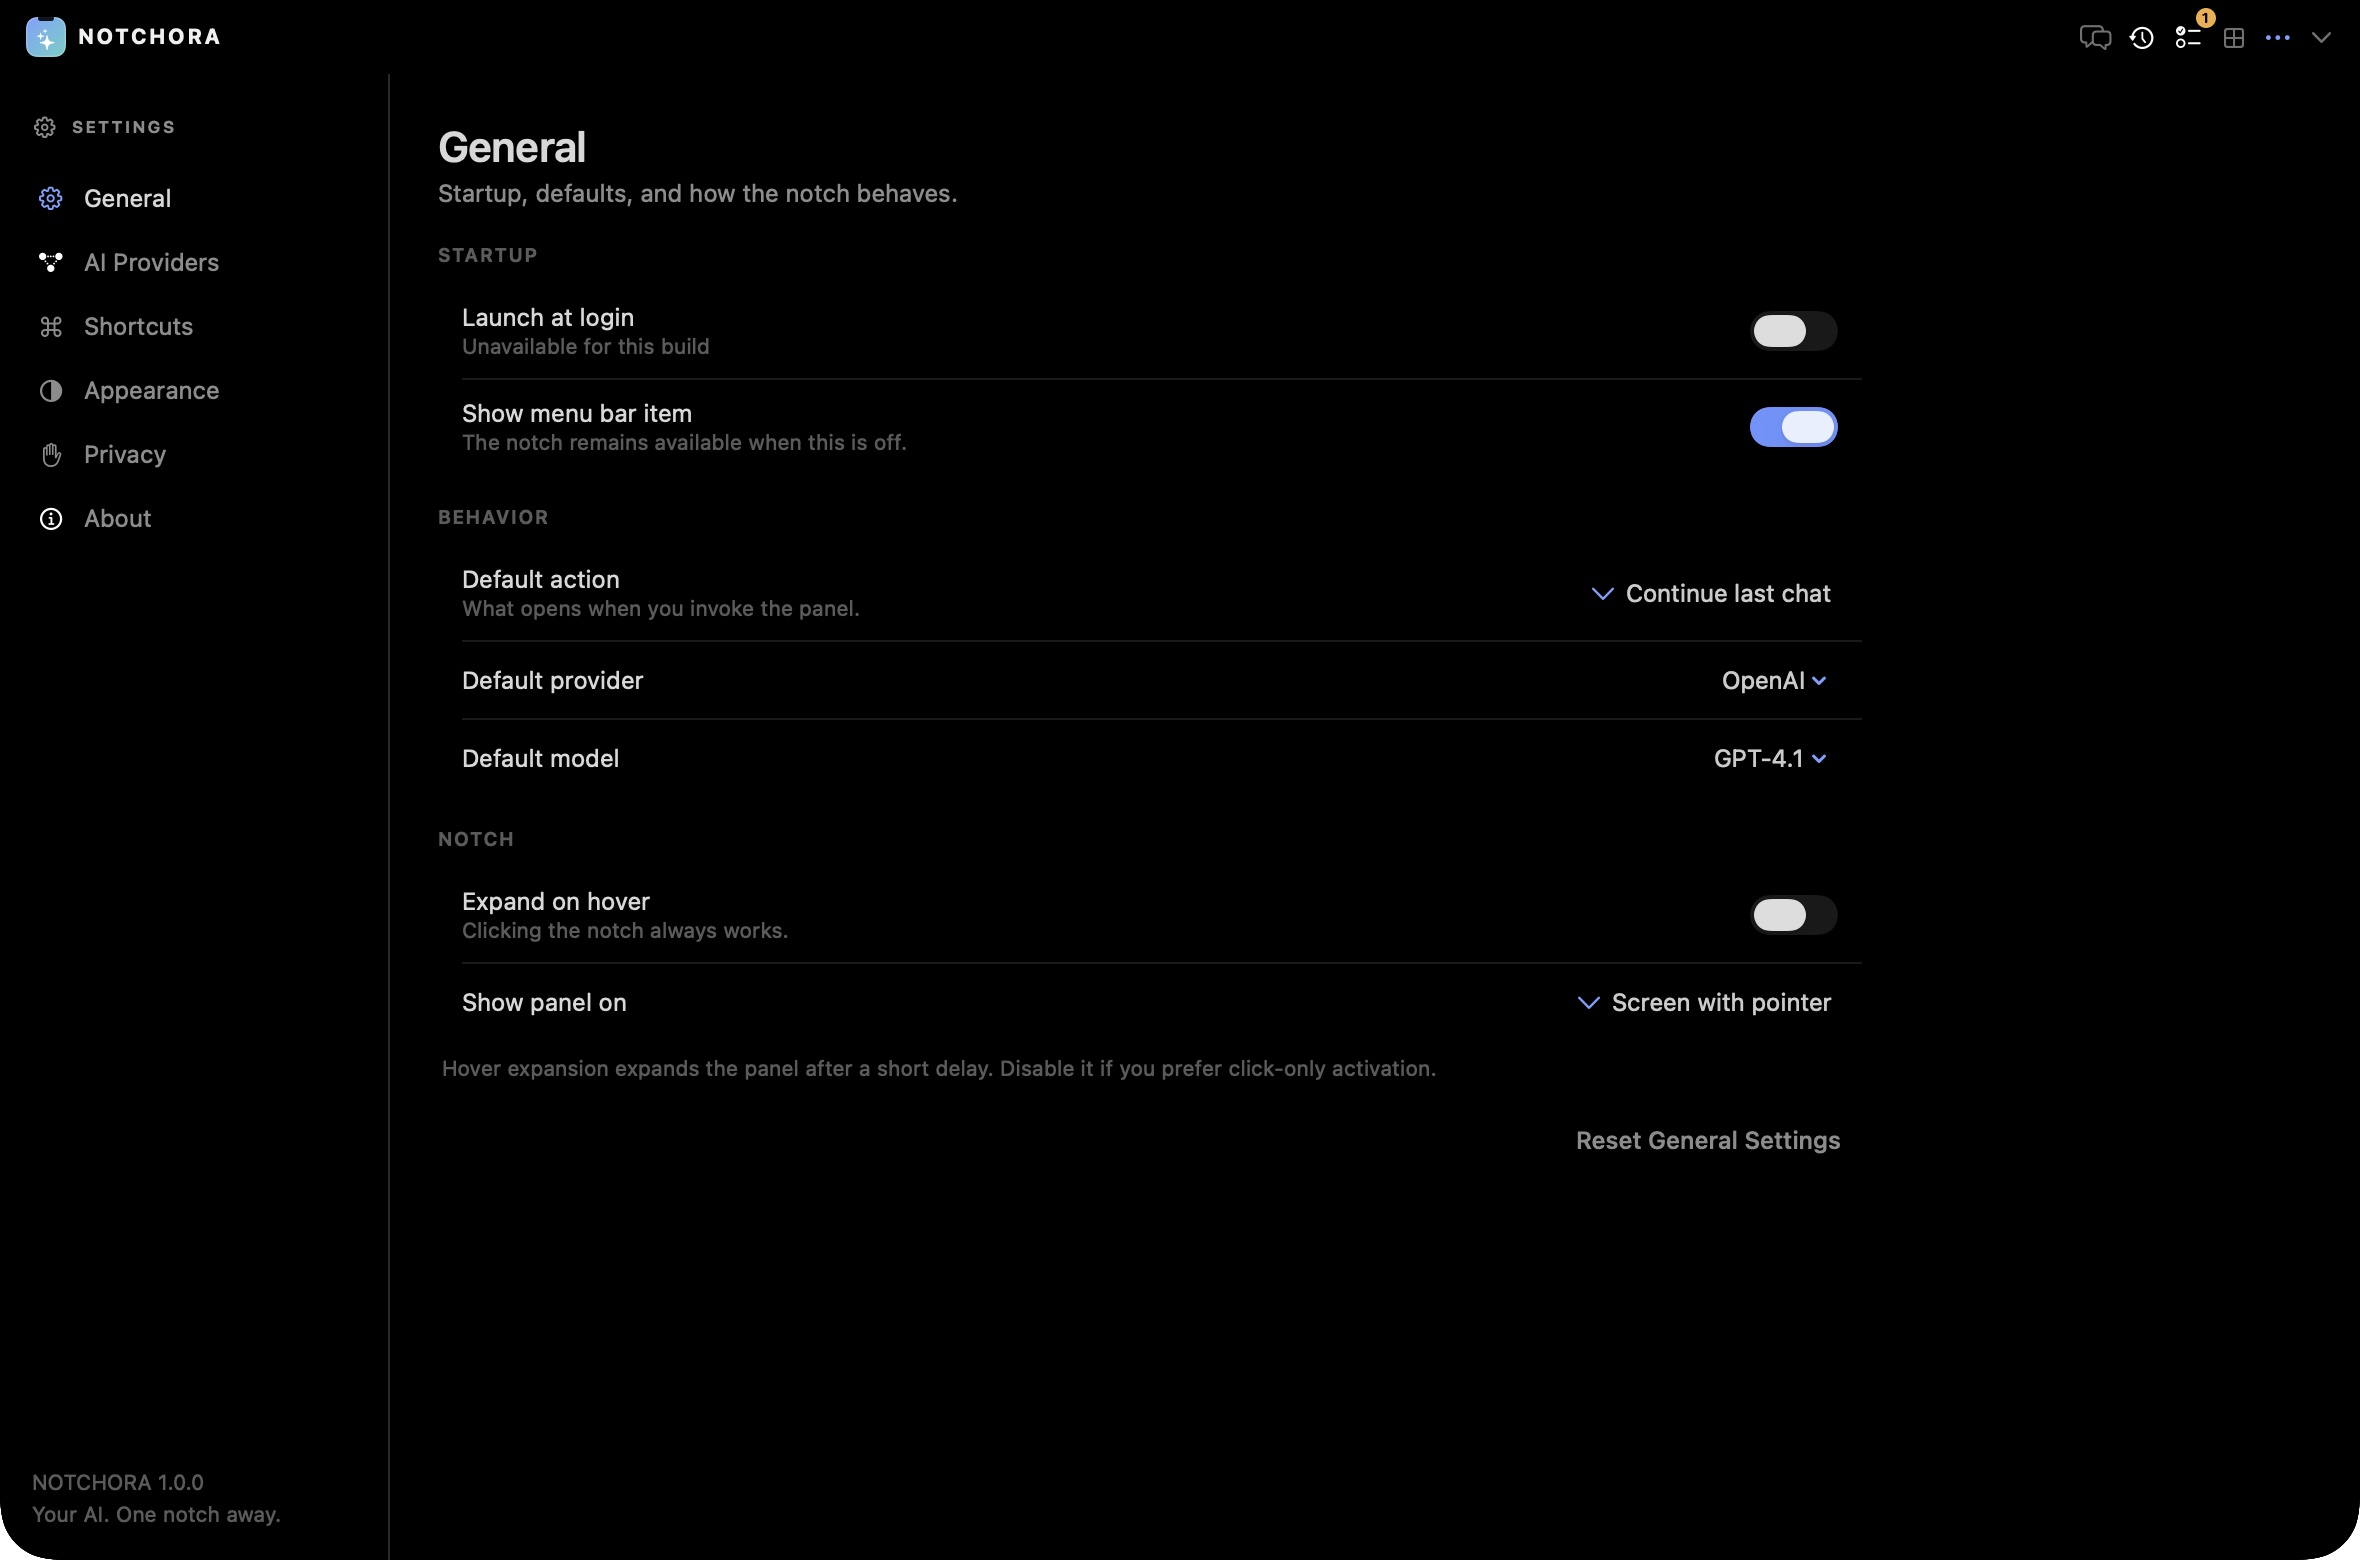 NOTCHORA
1
SETTINGS
General
AI Providers
Shortcuts
Appearance
Privacy
About
NOTCHORA 1.0.0
Your AI. One notch away.
General
Startup, defaults, and how the notch behaves.
STARTUP
Launch at login
Unavailable for this build
Show menu bar item
The notch remains available when this is off.
BEHAVIOR
Default action
What opens when you invoke the panel.
Continue last chat
Default provider
OpenAI
Default model
GPT-4.1
NOTCH
Expand on hover
Clicking the notch always works.
Show panel on
Screen with pointer
Hover expansion expands the panel after a short delay. Disable it if you prefer click-only activation.
Reset General Settings